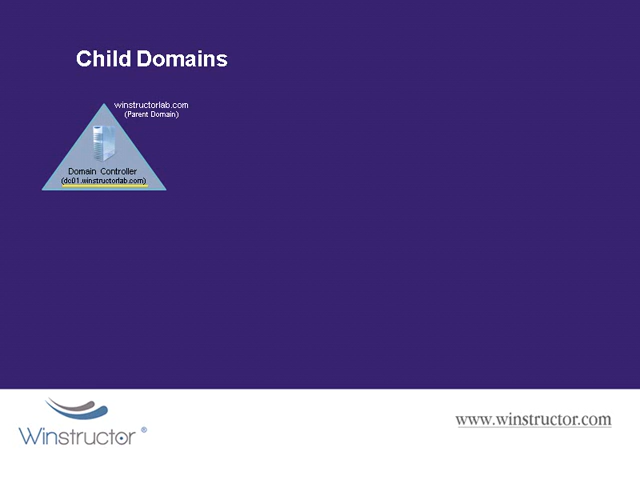 Child Domains
winstructorlab.com
(Parent Domain)
Domain Controller
(dc01.winstructorlab.com)
Winstructor ®
www.winstructor.com